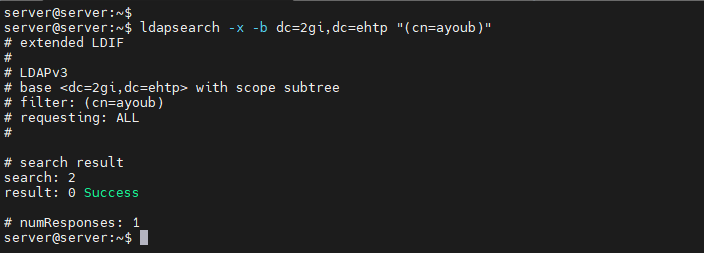 server@server:~$
server@server:~$ ldapsearch -x -b dc=2gi,dc=ehtp "(cn=ayoub)"
# extended LDIF
#
# LDAPv3
# base <dc=2gi,dc=ehtp> with scope subtree
# filter: (cn=ayoub)
# requesting: ALL
#
# search result
search: 2
result: 0 Success
# numResponses: 1
server@server:~$